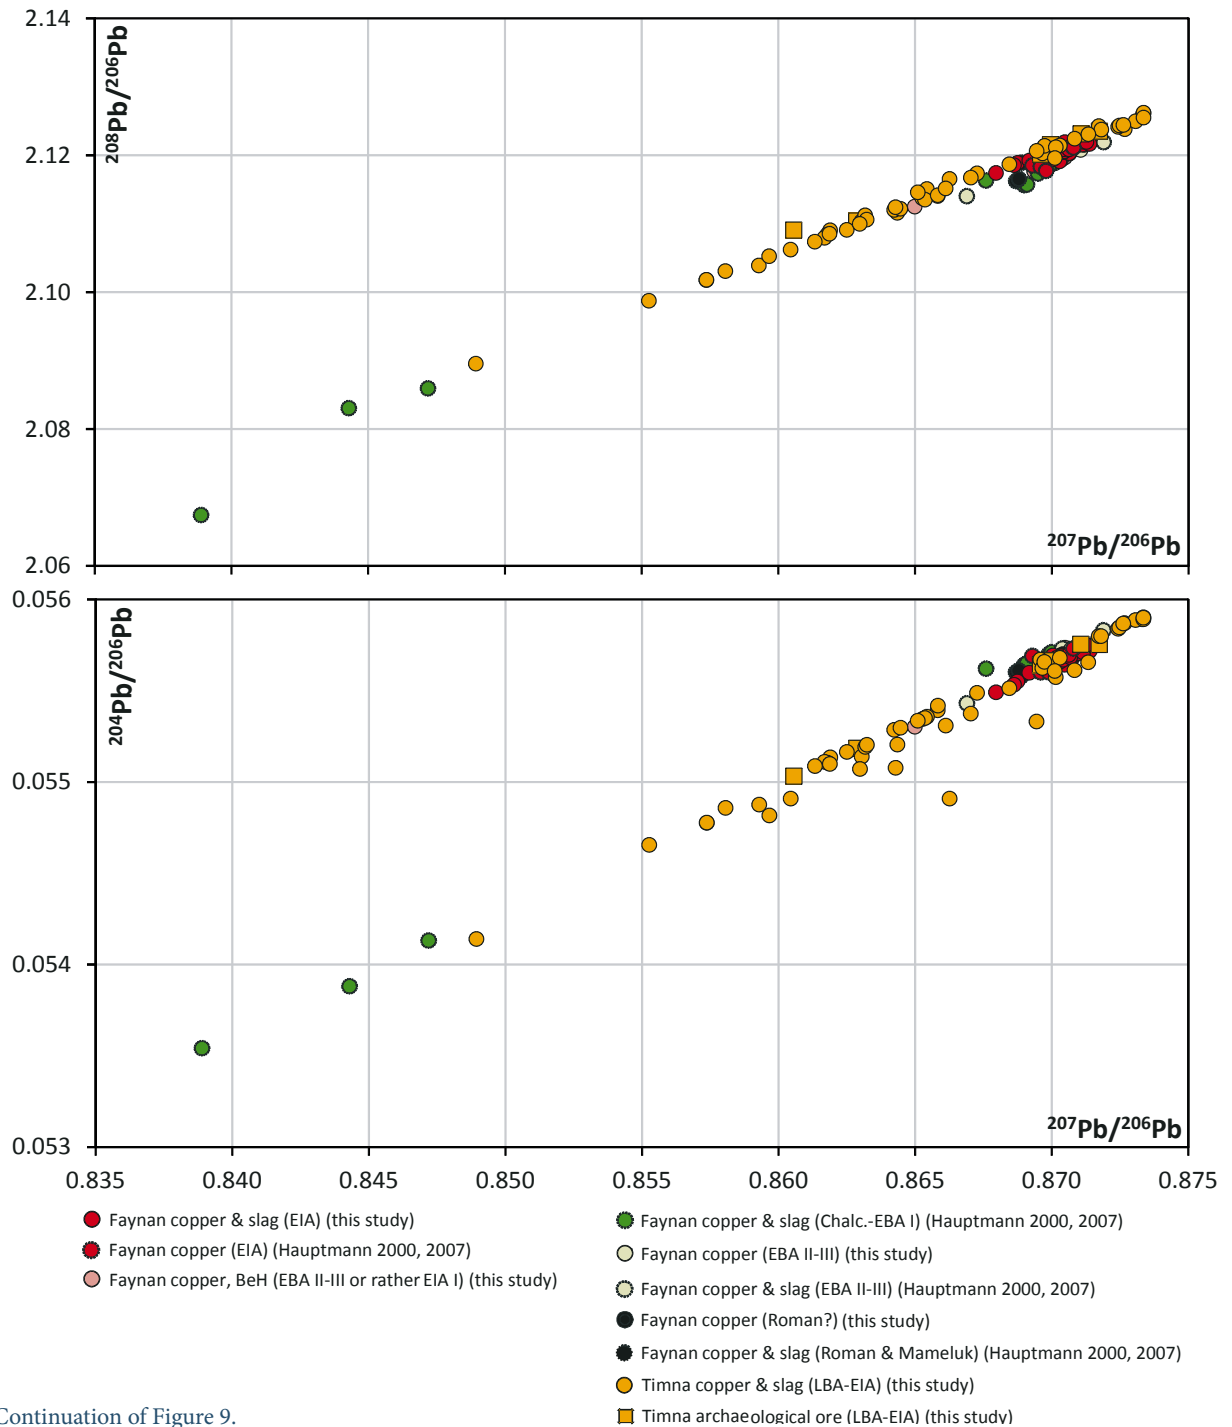 2.14
²⁰⁸Pb/²⁰⁶Pb
2.12
2.10
2.08
2.06
²⁰⁷Pb/²⁰⁶Pb
0.056
²⁰⁴Pb/²⁰⁶Pb
0.055
0.054
0.053
²⁰⁷Pb/²⁰⁶Pb
0.835 0.840 0.845 0.850 0.855 0.860 0.865 0.870 0.875
Faynan copper & slag (EIA) (this study)
Faynan copper (EIA) (Hauptmann 2000, 2007)
Faynan copper, BeH (EBA II-III or rather EIA I) (this study)
Faynan copper & slag (Chalc.-EBA I) (Hauptmann 2000, 2007)
Faynan copper (EBA II-III) (this study)
Faynan copper & slag (EBA II-III) (Hauptmann 2000, 2007)
Faynan copper (Roman?) (this study)
Faynan copper & slag (Roman & Mameluk) (Hauptmann 2000, 2007)
Timna copper & slag (LBA-EIA) (this study)
Timna archaeological ore (LBA-EIA) (this study)
Continuation of Figure 9.